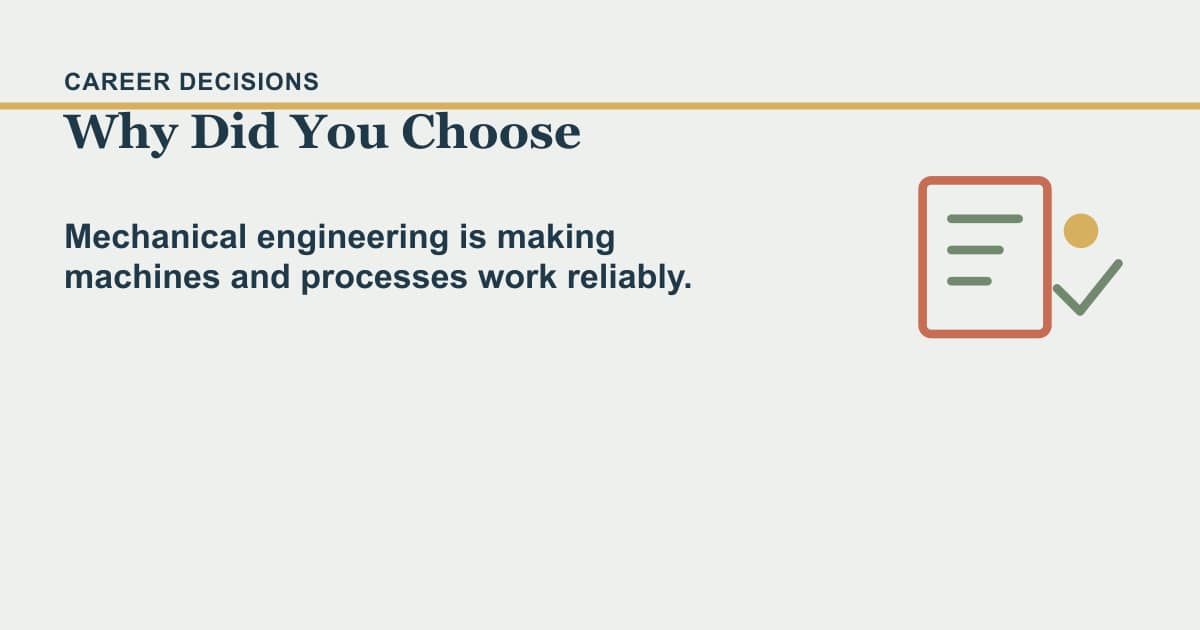 CAREER DECISIONS
Why Did You Choose
Mechanical engineering is making
machines and processes work reliably.